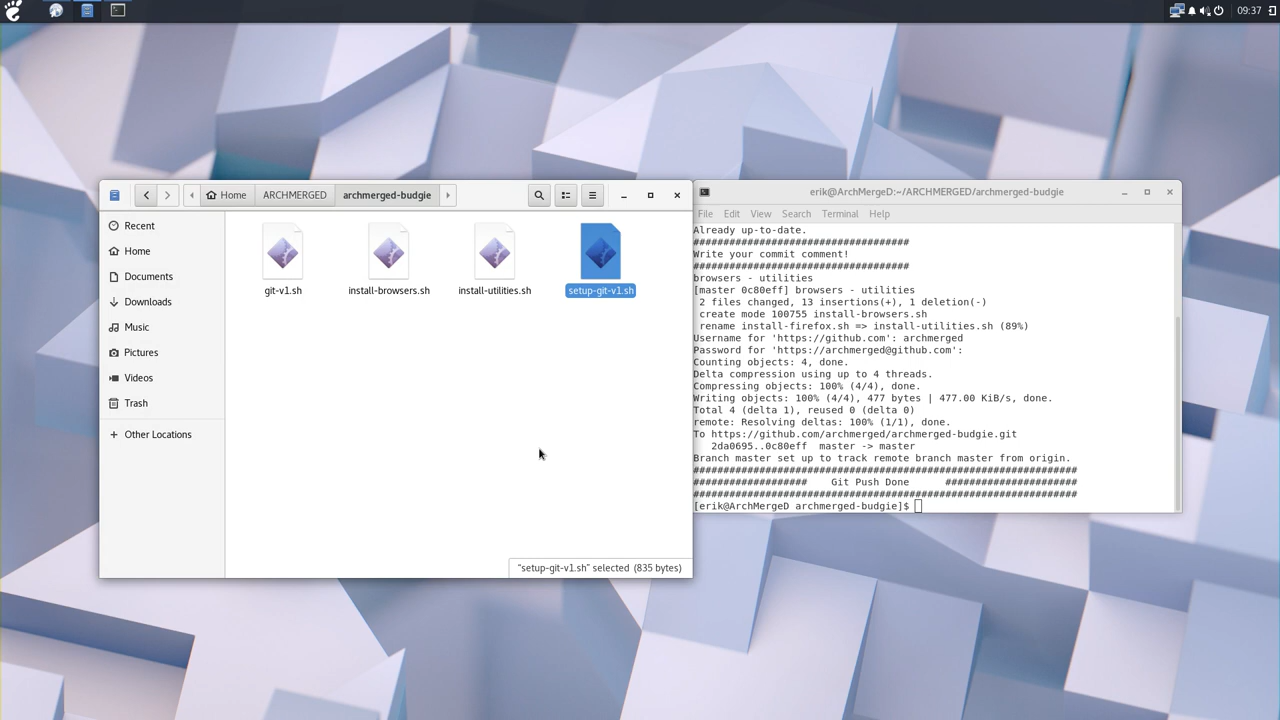 09:37
Home
ARCHMERGED
archmerged-budgie
Recent
Home
Documents
Downloads
Music
Pictures
Videos
Trash
Other Locations
git-v1.sh
install-browsers.sh
install-utilities.sh
setup-git-v1.sh
"setup-git-v1.sh" selected (835 bytes)
erik@ArchMergeD:~/ARCHMERGED/archmerged-budgie
File Edit View Search Terminal Help
Already up-to-date.
####################################
Write your commit comment!
####################################
browsers - utilities
[master 0c80eff] browsers - utilities
2 files changed, 13 insertions(+), 1 deletion(-)
create mode 100755 install-browsers.sh
rename install-firefox.sh => install-utilities.sh (89%)
Username for 'https://github.com': archmerged
Password for 'https://archmerged@github.com':
Counting objects: 4, done.
Delta compression using up to 4 threads.
Compressing objects: 100% (4/4), done.
Writing objects: 100% (4/4), 477 bytes | 477.00 KiB/s, done.
Total 4 (delta 1), reused 0 (delta 0)
remote: Resolving deltas: 100% (1/1), done.
To https://github.com/archmerged/archmerged-budgie.git
2da0695..0c80eff master -> master
Branch master set up to track remote branch master from origin.
################################################################
################### Git Push Done ######################
################################################################
[erik@ArchMergeD archmerged-budgie]$